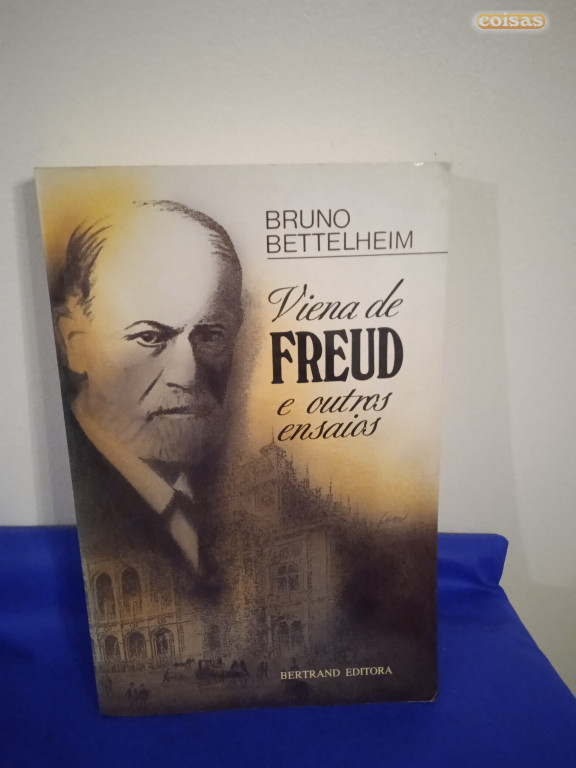 coisas
BRUNO
BETTELHEIM
Viena de
FREUD
e outros
ensaios
BERTRAND EDITORA